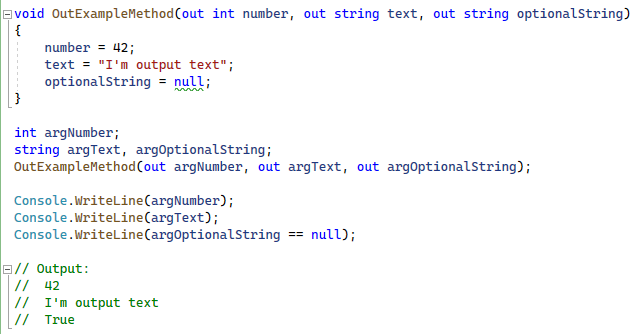 void OutExampleMethod(out int number, out string text, out string optionalString)
{
    number = 42;
    text = "I'm output text";
    optionalString = null;
}

int argNumber;
string argText, argOptionalString;
OutExampleMethod(out argNumber, out argText, out argOptionalString);

Console.WriteLine(argNumber);
Console.WriteLine(argText);
Console.WriteLine(argOptionalString == null);

// Output:
//  42
//  I'm output text
//  True